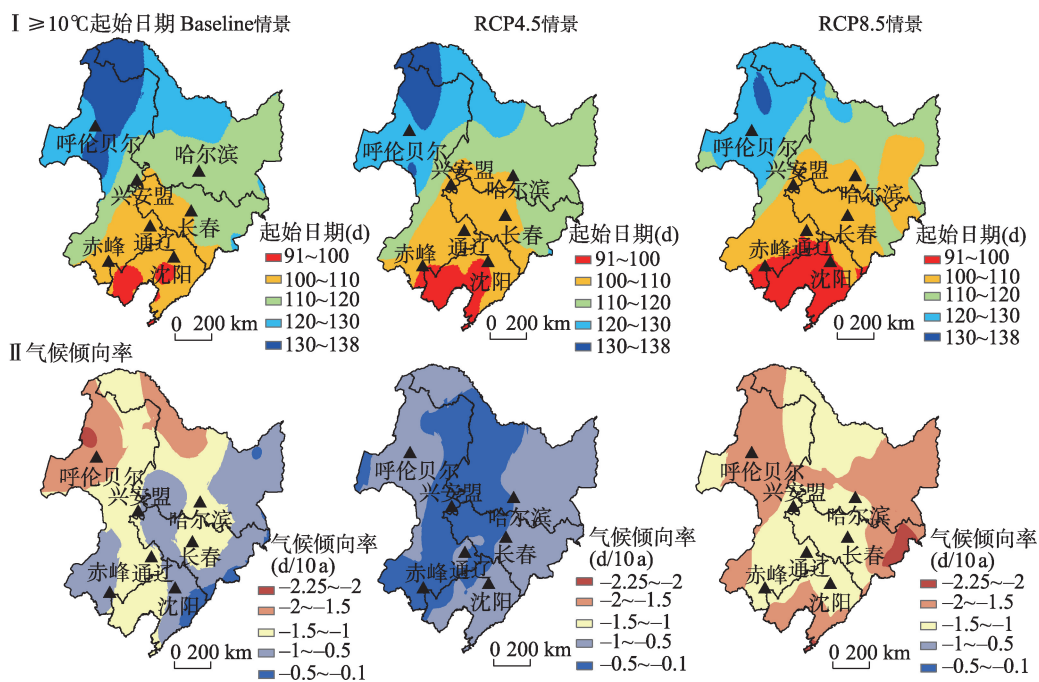 Ⅰ ≥10℃起始日期 Baseline情景
RCP4.5情景
RCP8.5情景
呼伦贝尔
哈尔滨
兴安盟
长春
赤峰
通辽
沈阳
起始日期(d)
91~100
100~110
110~120
120~130
130~138
0 200 km
呼伦贝尔
兴安盟
哈尔滨
长春
赤峰
通辽
沈阳
起始日期(d)
91~100
100~110
110~120
120~130
130~138
0 200 km
呼伦贝尔
兴安盟
哈尔滨
长春
赤峰
通辽
沈阳
起始日期(d)
91~100
100~110
110~120
120~130
130~138
0 200 km
Ⅱ 气候倾向率
呼伦贝尔
兴安盟
哈尔滨
长春
赤峰
通辽
沈阳
气候倾向率
(d/10 a)
−2.25~−2
−2~−1.5
−1.5~−1
−1~−0.5
−0.5~−0.1
0 200 km
呼伦贝尔
兴安盟
哈尔滨
长春
赤峰
通辽
沈阳
气候倾向率
(d/10 a)
−2.25~−2
−2~−1.5
−1.5~−1
−1~−0.5
−0.5~−0.1
0 200 km
呼伦贝尔
兴安盟
哈尔滨
长春
赤峰
通辽
沈阳
气候倾向率
(d/10 a)
−2.25~−2
−2~−1.5
−1.5~−1
−1~−0.5
−0.5~−0.1
0 200 km